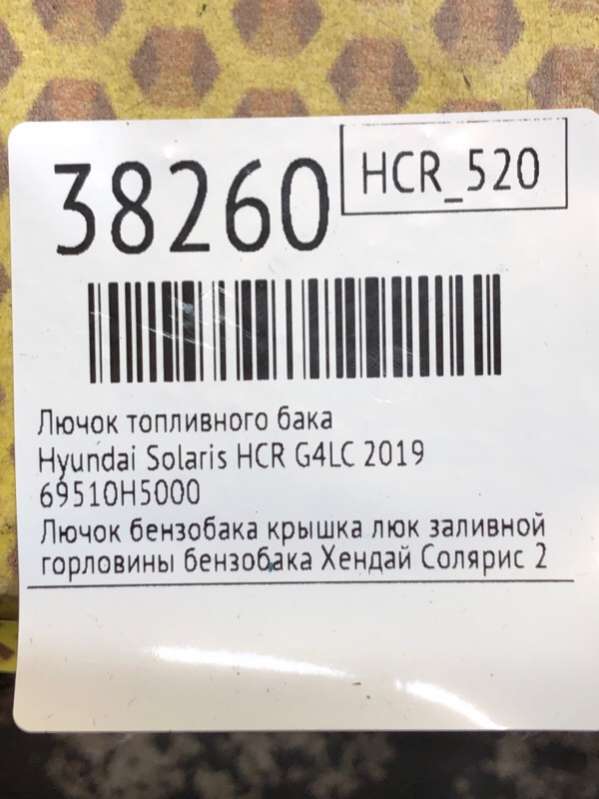 38260
HCR_520
Лючок топливного бака
Hyundai Solaris HCR G4LC 2019
69510H5000
Лючок бензобака крышка люк заливной
горловины бензобака Хендай Солярис 2